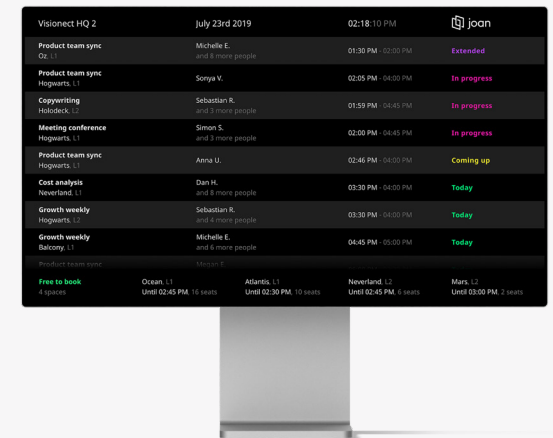 Visionect HQ 2 July 23rd 2019 02:18:10 PM joan
Product team sync Michelle E. 01:30 PM - 02:00 PM Extended
Oz, L1 and 8 more people
Product team sync Sonya V. 02:05 PM - 04:00 PM In progress
Hogwarts, L1
Copywriting Sebastian R. 01:59 PM - 04:45 PM In progress
Holodeck, L2 and 3 more people
Meeting conference Simon S. 02:00 PM - 04:45 PM In progress
Hogwarts, L1 and 3 more people
Product team sync Anna U. 02:46 PM - 04:00 PM Coming up
Hogwarts, L1
Cost analysis Dan H. 03:30 PM - 04:00 PM Today
Neverland, L1 and 8 more people
Growth weekly Sebastian R. 03:30 PM - 04:00 PM Today
Hogwarts, L2 and 4 more people
Growth weekly Michelle E. 04:45 PM - 05:00 PM Today
Balcony, L1 and 6 more people
Product team sync Megan F.
Free to book Ocean, L1 Atlantis, L1 Neverland, L2 Mars, L2
4 spaces Until 02:45 PM, 16 seats Until 02:30 PM, 10 seats Until 02:45 PM, 6 seats Until 03:00 PM, 2 seats